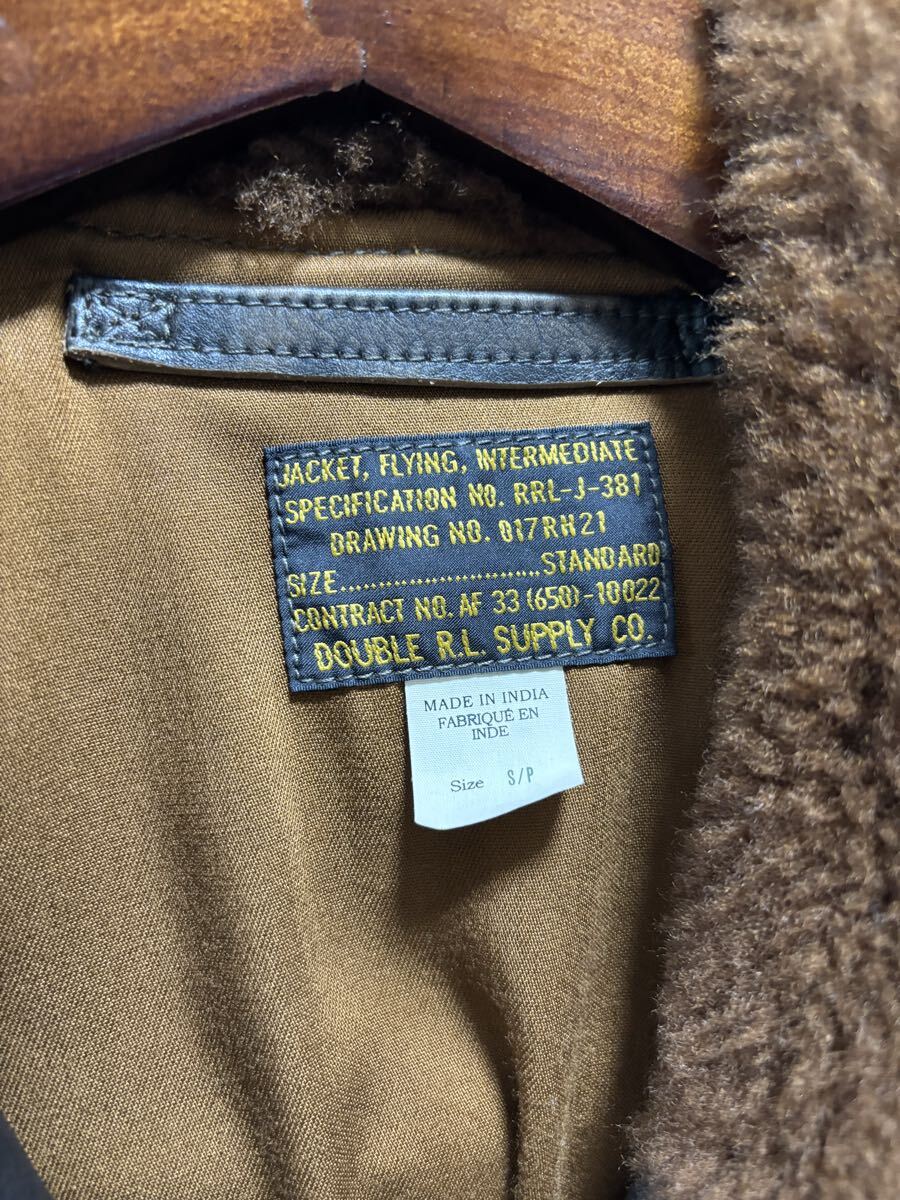 JACKET, FLYING, INTERMEDIATE
SPECIFICATION NO. RRL-J-381
DRAWING NO. 017RH21
SIZE...........................STANDARD
CONTRACT NO. AF 33 (650)-10022
DOUBLE R.L. SUPPLY CO.
MADE IN INDIA
FABRIQUÉ EN
INDE
Size S/P